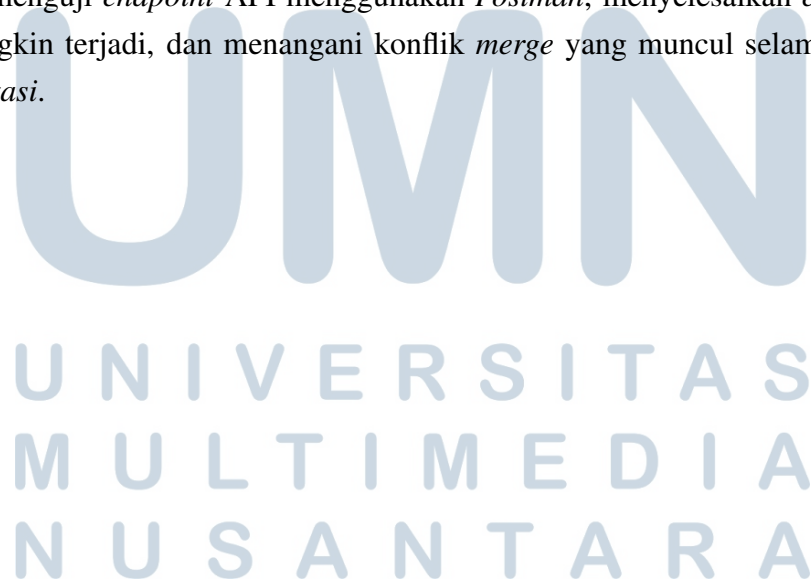 menguji endpoint API menggunakan Postman, menyelesaikan
gkin terjadi, dan menangani konflik merge yang muncul selam
asi.
UMN
UNIVERSITAS
MULTIMEDIA
NUSANTARA